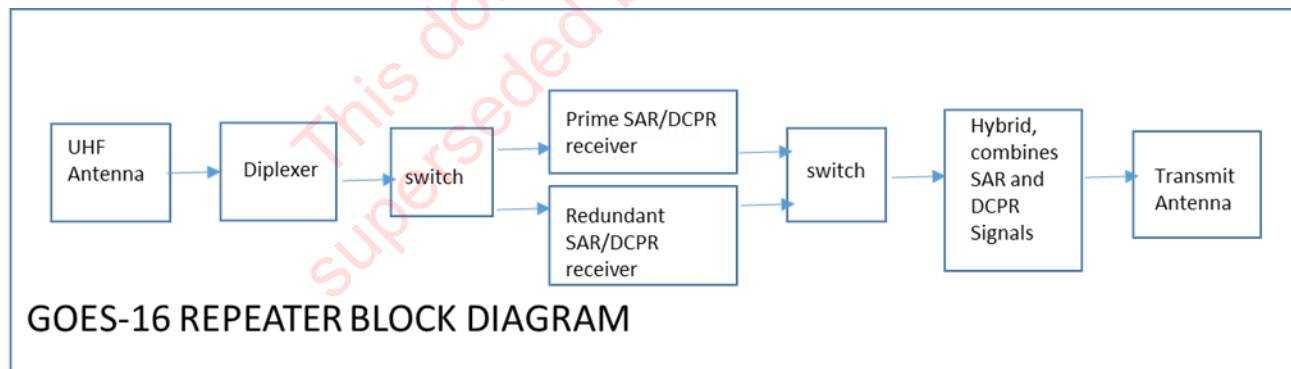 This do
superseded b
UHF
Antenna
Diplexer
switch
Prime SAR/DCPR
receiver
Redundant
SAR/DCPR
receiver
switch
Hybrid,
combines
SAR and
DCPR
Signals
Transmit
Antenna
GOES-16 REPEATER BLOCK DIAGRAM